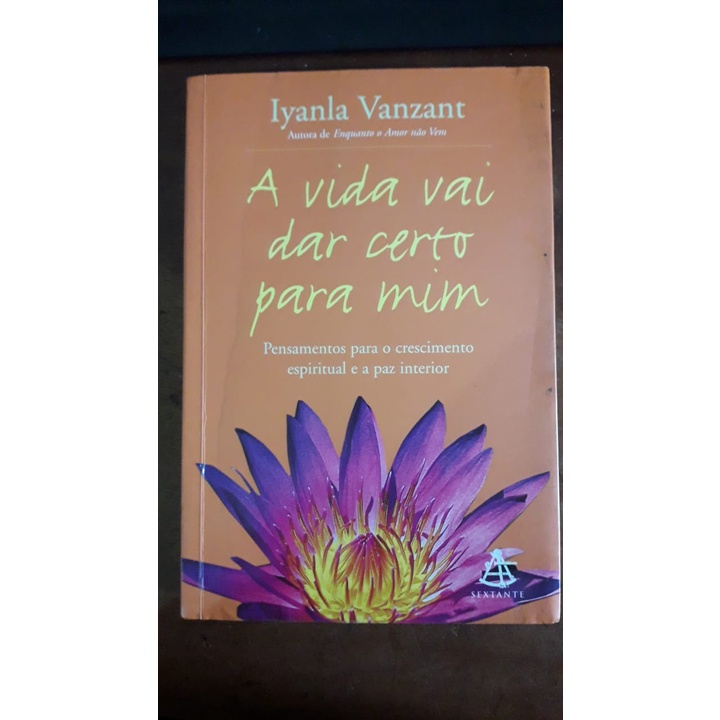 Iyanla Vanzant
Autora de Enquanto o Amor não Vem
A vida vai
dar certo
para mim
Pensamentos para o crescimento
espiritual e a paz interior
SEXTANTE